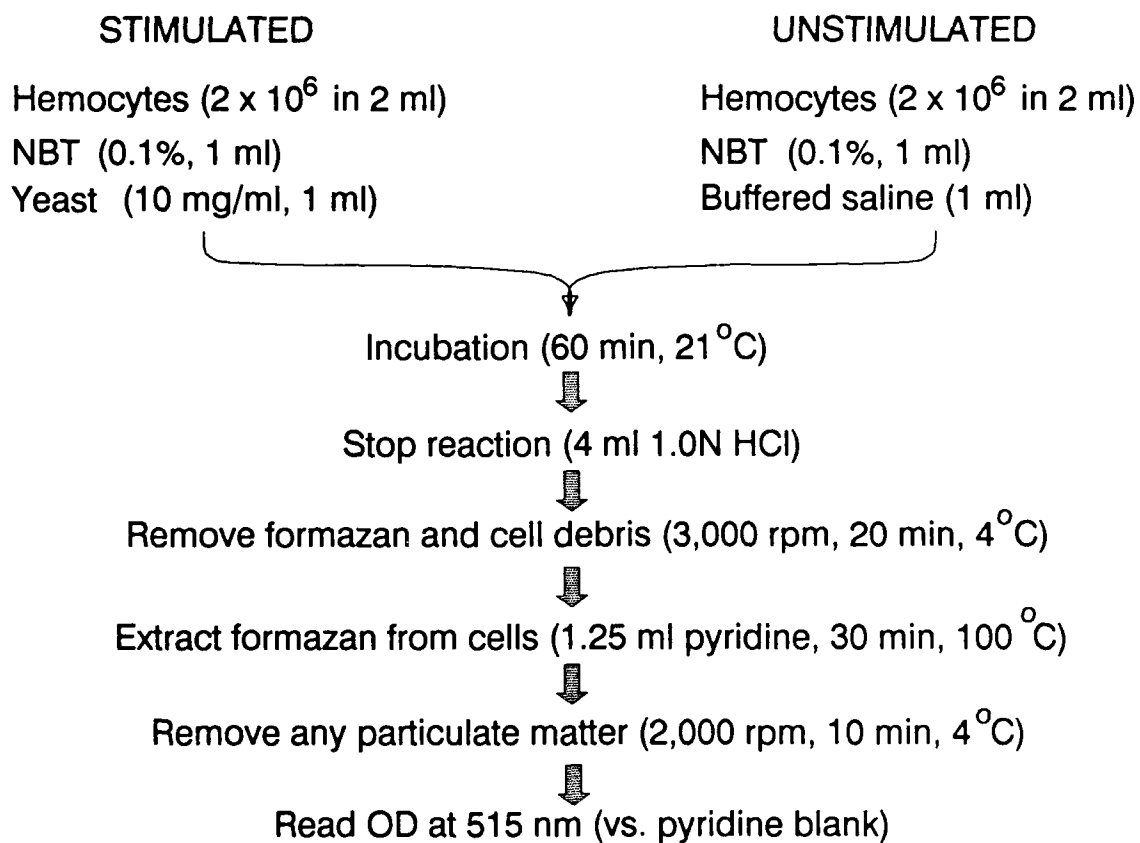 STIMULATED
Hemocytes (2 x 10^6 in 2 ml)
NBT (0.1%, 1 ml)
Yeast (10 mg/ml, 1 ml)
UNSTIMULATED
Hemocytes (2 x 10^6 in 2 ml)
NBT (0.1%, 1 ml)
Buffered saline (1 ml)
Incubation (60 min, 21°C)
Stop reaction (4 ml 1.0N HCl)
Remove formazan and cell debris (3,000 rpm, 20 min, 4°C)
Extract formazan from cells (1.25 ml pyridine, 30 min, 100 °C)
Remove any particulate matter (2,000 rpm, 10 min, 4°C)
Read OD at 515 nm (vs. pyridine blank)